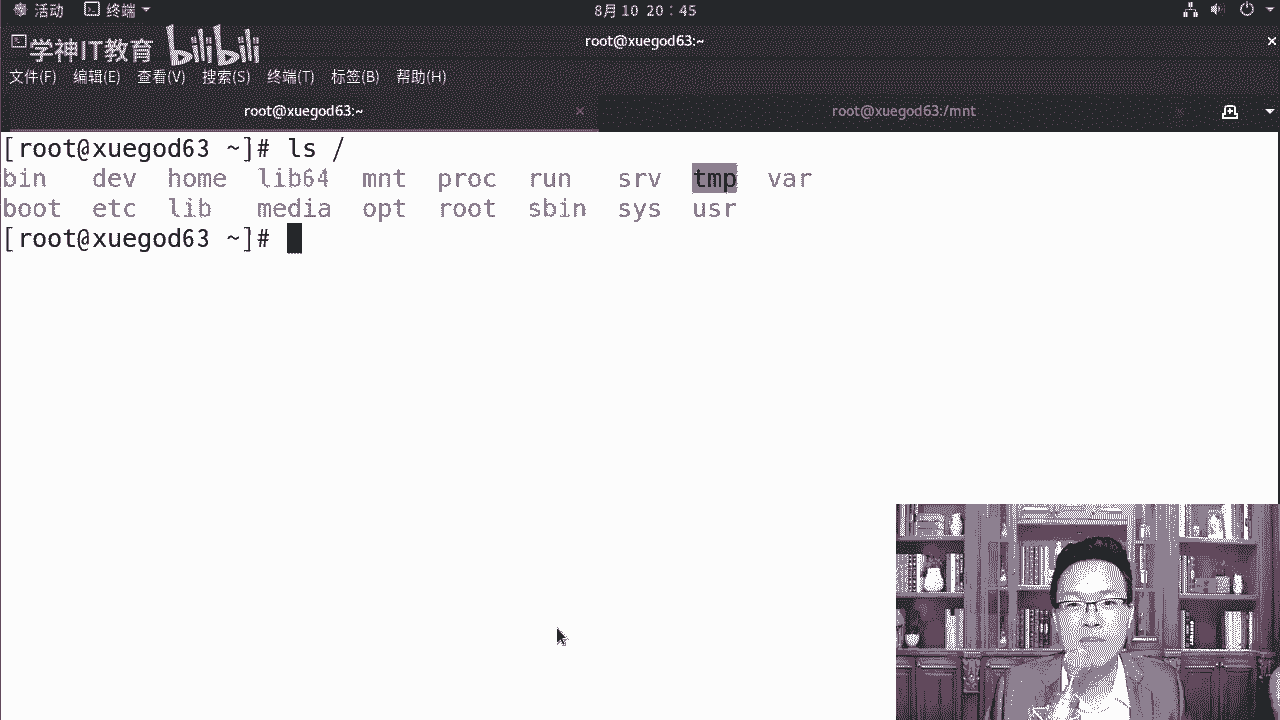 活动 终端 8月 10 20：45
学神IT教育 bilibili root@xuegod63:~
文件(F) 编辑(E) 查看(V) 搜索(S) 终端(T) 标签(B) 帮助(H)
root@xuegod63:~ root@xuegod63:/mnt
[root@xuegod63 ~]# ls /
bin dev home lib64 mnt proc run srv tmp var
boot etc lib media opt root sbin sys usr
[root@xuegod63 ~]#